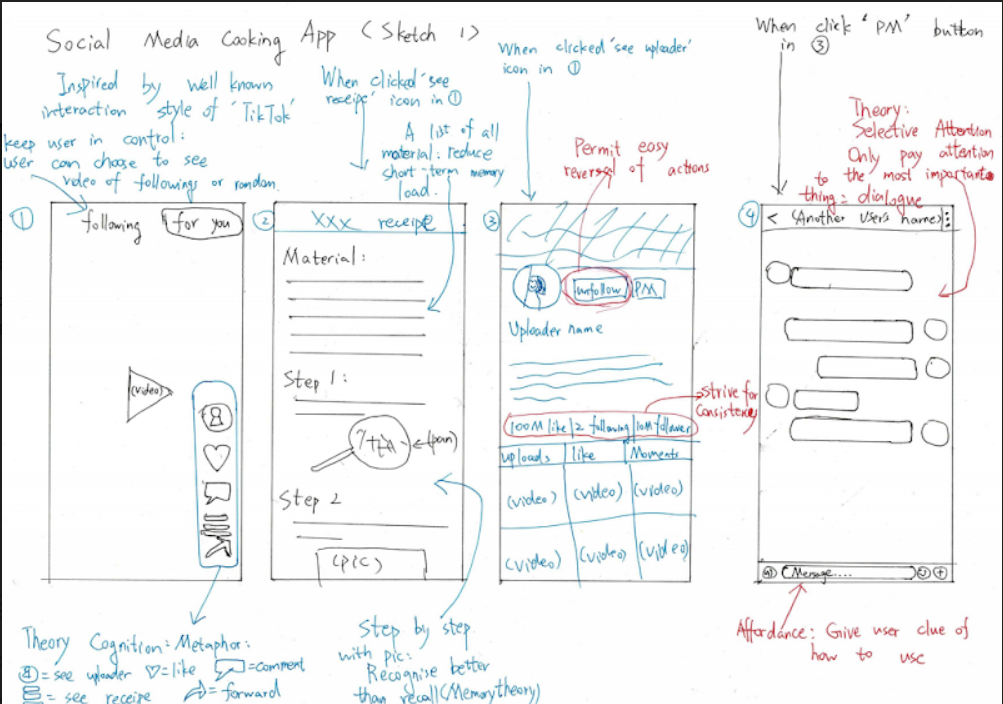 Social Media Cooking App (Sketch 1)
Inspired by well known
interaction style of 'TikTok'
keep user in control:
user can choose to see
video of followings or random.
When clicked 'see
receipe' icon in ①
A list of all
material: reduce
short-term memory
load.
When clicked 'see uploader'
icon in ①
Permit easy
reversal of actions
When click 'PM' button
in ③
Theory:
Selective Attention
Only pay attention
to the most important
thing: dialogue
①
following
for you
(video)
②
XXX receipe
Material:
Step 1:
(pan)
Step 2
(pic)
③
unfollow
PM
Uploader name
100M like
2 following
10M follower
uploads
like
Moments
(video) (video) (video)
(video) (video) (video)
strive for
Consistency
④
< (Another users name)
Message....
Theory Cognition: Metaphor:
= see uploader ♡=like =comment
= see receipe = forward
Step by step
with pic:
Recognise better
than recall(Memory theory)
Affordance: Give user clue of
how to use